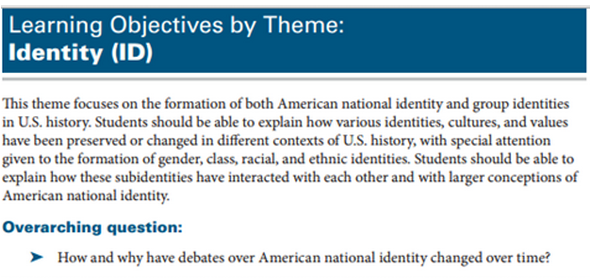 Learning Objectives by Theme:
Identity (ID)
This theme focuses on the formation of both American national identity and group identities
in U.S. history. Students should be able to explain how various identities, cultures, and values
have been preserved or changed in different contexts of U.S. history, with special attention
given to the formation of gender, class, racial, and ethnic identities. Students should be able to
explain how these subidentities have interacted with each other and with larger conceptions of
American national identity.
Overarching question:
➤ How and why have debates over American national identity changed over time?